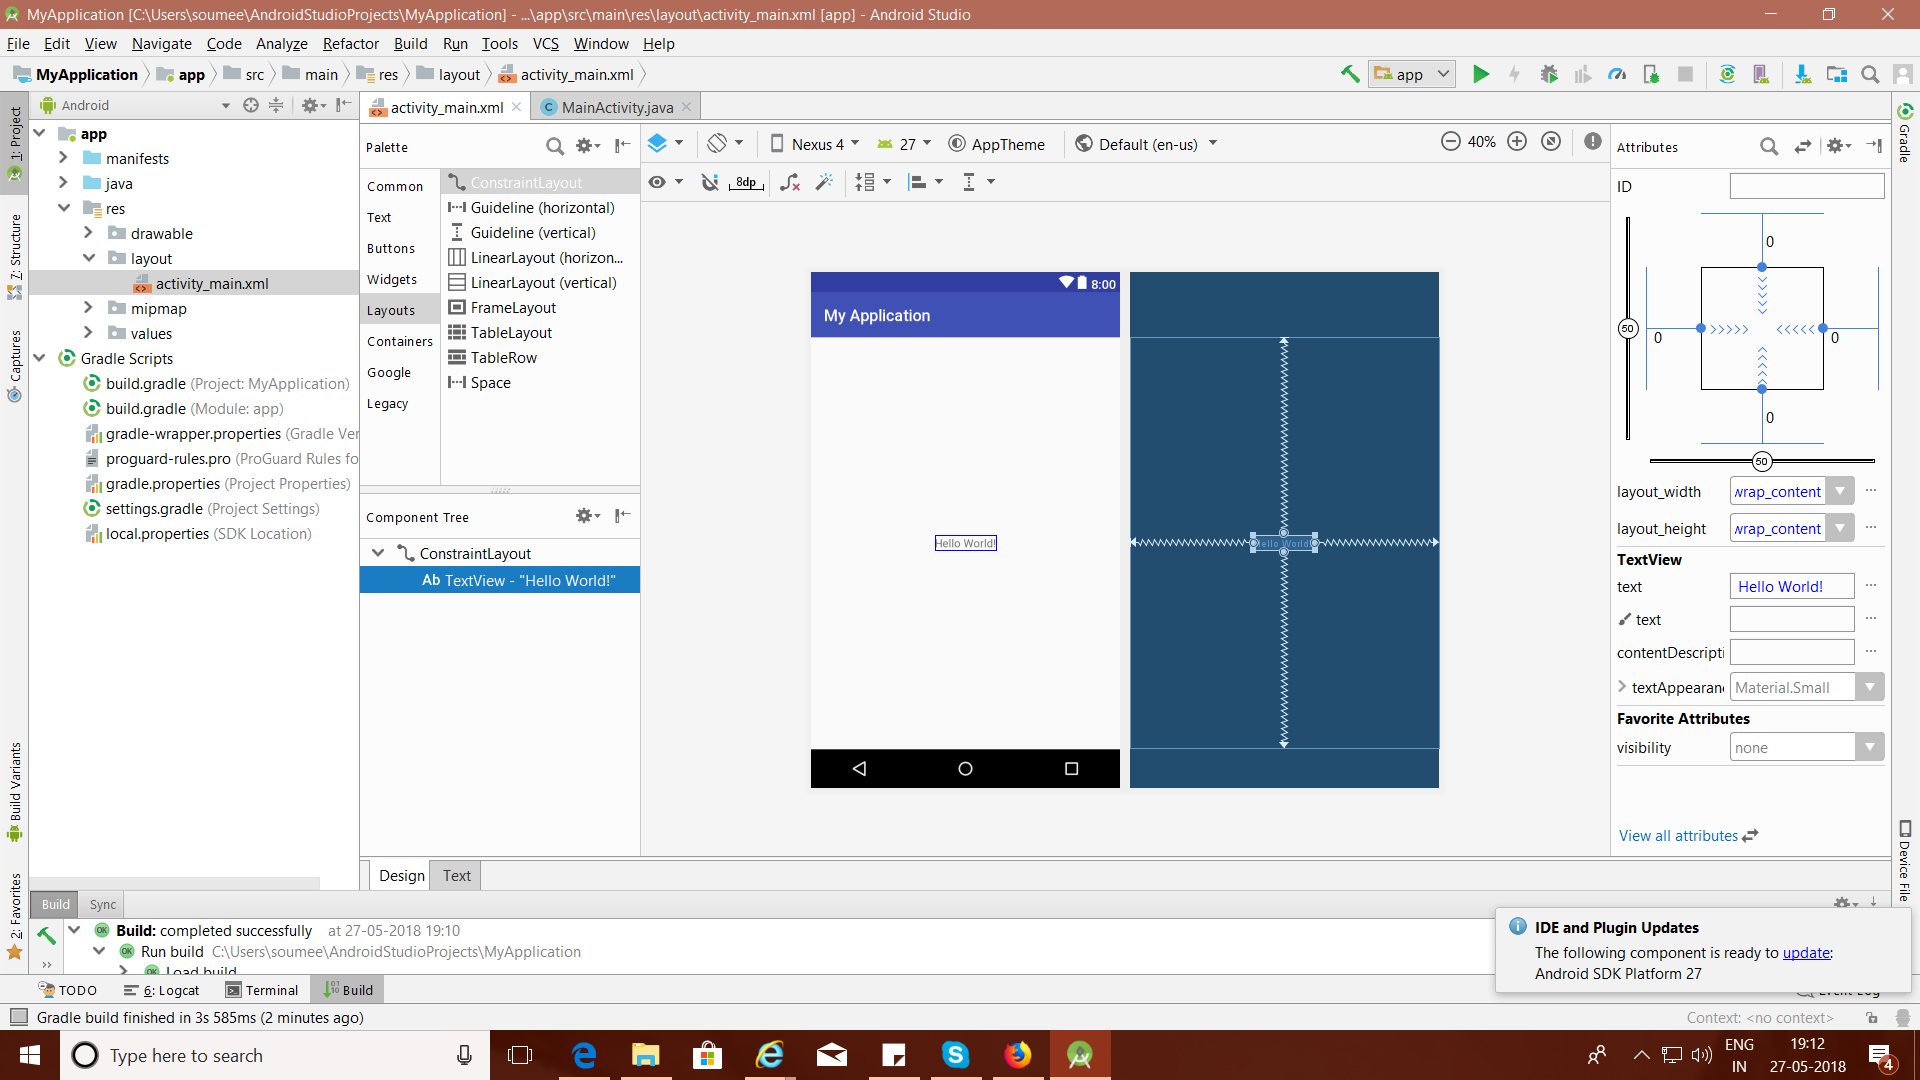 MyApplication [C:\Users\soumee\AndroidStudioProjects\MyApplication] - ...\app\src\main\res\layout\activity_main.xml [app] - Android Studio
File Edit View Navigate Code Analyze Refactor Build Run Tools VCS Window Help
MyApplication app src main res layout activity_main.xml
app
1: Project
7: Structure
Captures
Build Variants
2: Favorites
Android
app
manifests
java
res
drawable
layout
activity_main.xml
mipmap
values
Gradle Scripts
build.gradle (Project: MyApplication)
build.gradle (Module: app)
gradle-wrapper.properties (Gradle Ver
proguard-rules.pro (ProGuard Rules fo
gradle.properties (Project Properties)
settings.gradle (Project Settings)
local.properties (SDK Location)
activity_main.xml MainActivity.java
Palette
Common
Text
Buttons
Widgets
Layouts
Containers
Google
Legacy
ConstraintLayout
Guideline (horizontal)
Guideline (vertical)
LinearLayout (horizon...
LinearLayout (vertical)
FrameLayout
TableLayout
TableRow
Space
Component Tree
ConstraintLayout
Ab TextView - "Hello World!"
Nexus 4 27 AppTheme Default (en-us) 40%
8dp
8:00
My Application
Hello World!
Hello World!
Attributes
ID
0
50
0
0
0
50
layout_width wrap_content ...
layout_height wrap_content ...
TextView
text Hello World! ...
text ...
contentDescripti ...
textAppearan Material.Small
Favorite Attributes
visibility none
View all attributes
Gradle
Device File
Design Text
Build Sync
Build: completed successfully at 27-05-2018 19:10
Run build C:\Users\soumee\AndroidStudioProjects\MyApplication
Load build
IDE and Plugin Updates
The following component is ready to update:
Android SDK Platform 27
TODO 6: Logcat Terminal Build Event Log
Gradle build finished in 3s 585ms (2 minutes ago)
Context: <no context>
Type here to search
ENG
IN
19:12
27-05-2018
4